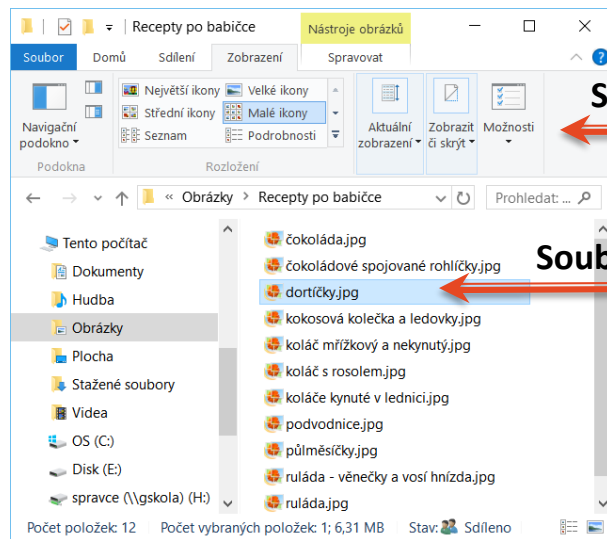 Recepty po babičce
Nástroje obrázků
Soubor Domů Sdílení Zobrazení Spravovat
Největší ikony Velké ikony
Střední ikony Malé ikony
Seznam Podrobnosti
Navigační podokno
Aktuální zobrazení
Zobrazit či skrýt
Možnosti
S
Podokna Rozložení
« Obrázky > Recepty po babičce
Prohledat: ...
Tento počítač
Dokumenty
Hudba
Obrázky
Plocha
Stažené soubory
Videa
OS (C:)
Disk (E:)
spravce (\\gskola) (H:)
čokoláda.jpg
čokoládové spojované rohlíčky.jpg
Soub
dortíčky.jpg
kokosová kolečka a ledovky.jpg
koláč mřížkový a nekynutý.jpg
koláč s rosolem.jpg
koláče kynuté v lednici.jpg
podvodnice.jpg
půlměsíčky.jpg
ruláda - věnečky a vosí hnízda.jpg
ruláda.jpg
Počet položek: 12 Počet vybraných položek: 1; 6,31 MB Stav: Sdíleno